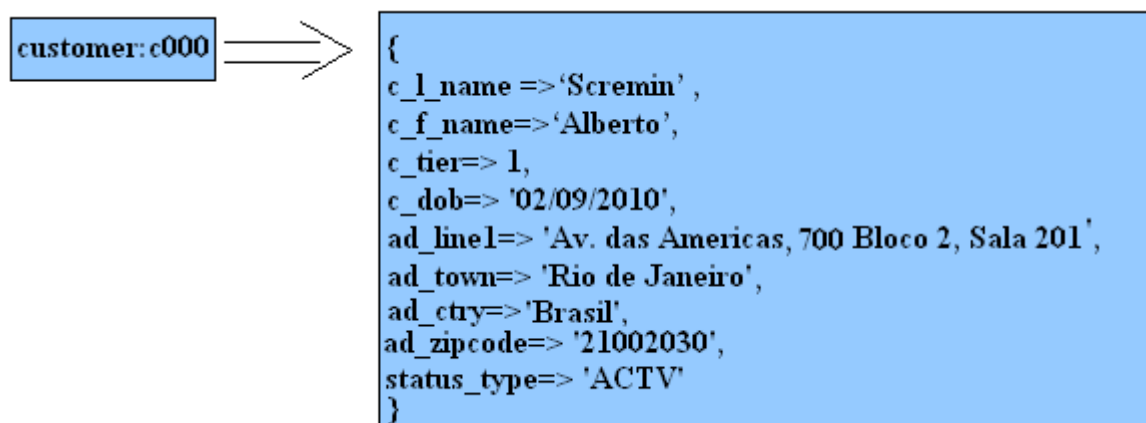 customer:c000
{
c_l_name =>‘Scremin’ ,
c_f_name=>‘Alberto’,
c_tier=> 1,
c_dob=> '02/09/2010',
ad_line1=> 'Av. das Americas, 700 Bloco 2, Sala 201',
ad_town=> 'Rio de Janeiro',
ad_ctry=>'Brasil',
ad_zipcode=> '21002030',
status_type=> 'ACTV'
}